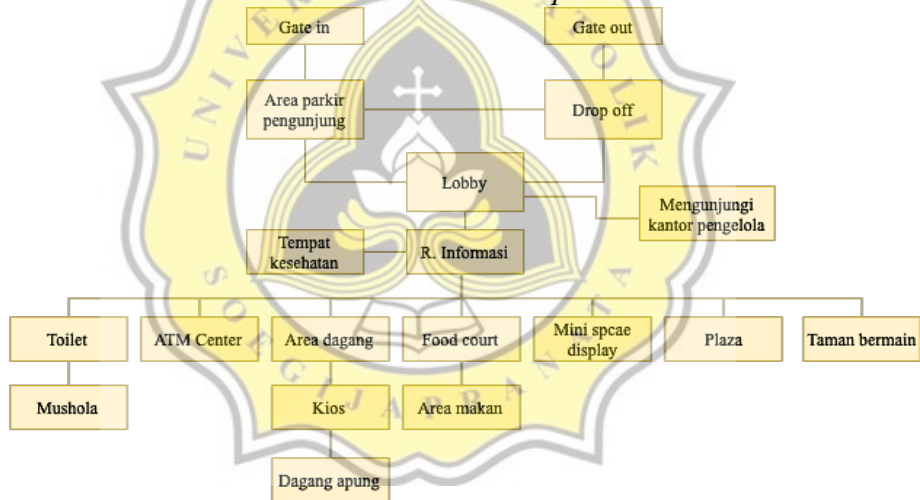 Gate in
Gate out
Area parkir
pengunjung
Drop off
Lobby
Mengunjungi
kantor pengelola
Tempat
kesehatan
R. Informasi
Toilet
ATM Center
Area dagang
Food court
Mini spcae
display
Plaza
Taman bermain
Mushola
Kios
Area makan
Dagang apung
SOEGIJAPRANATA